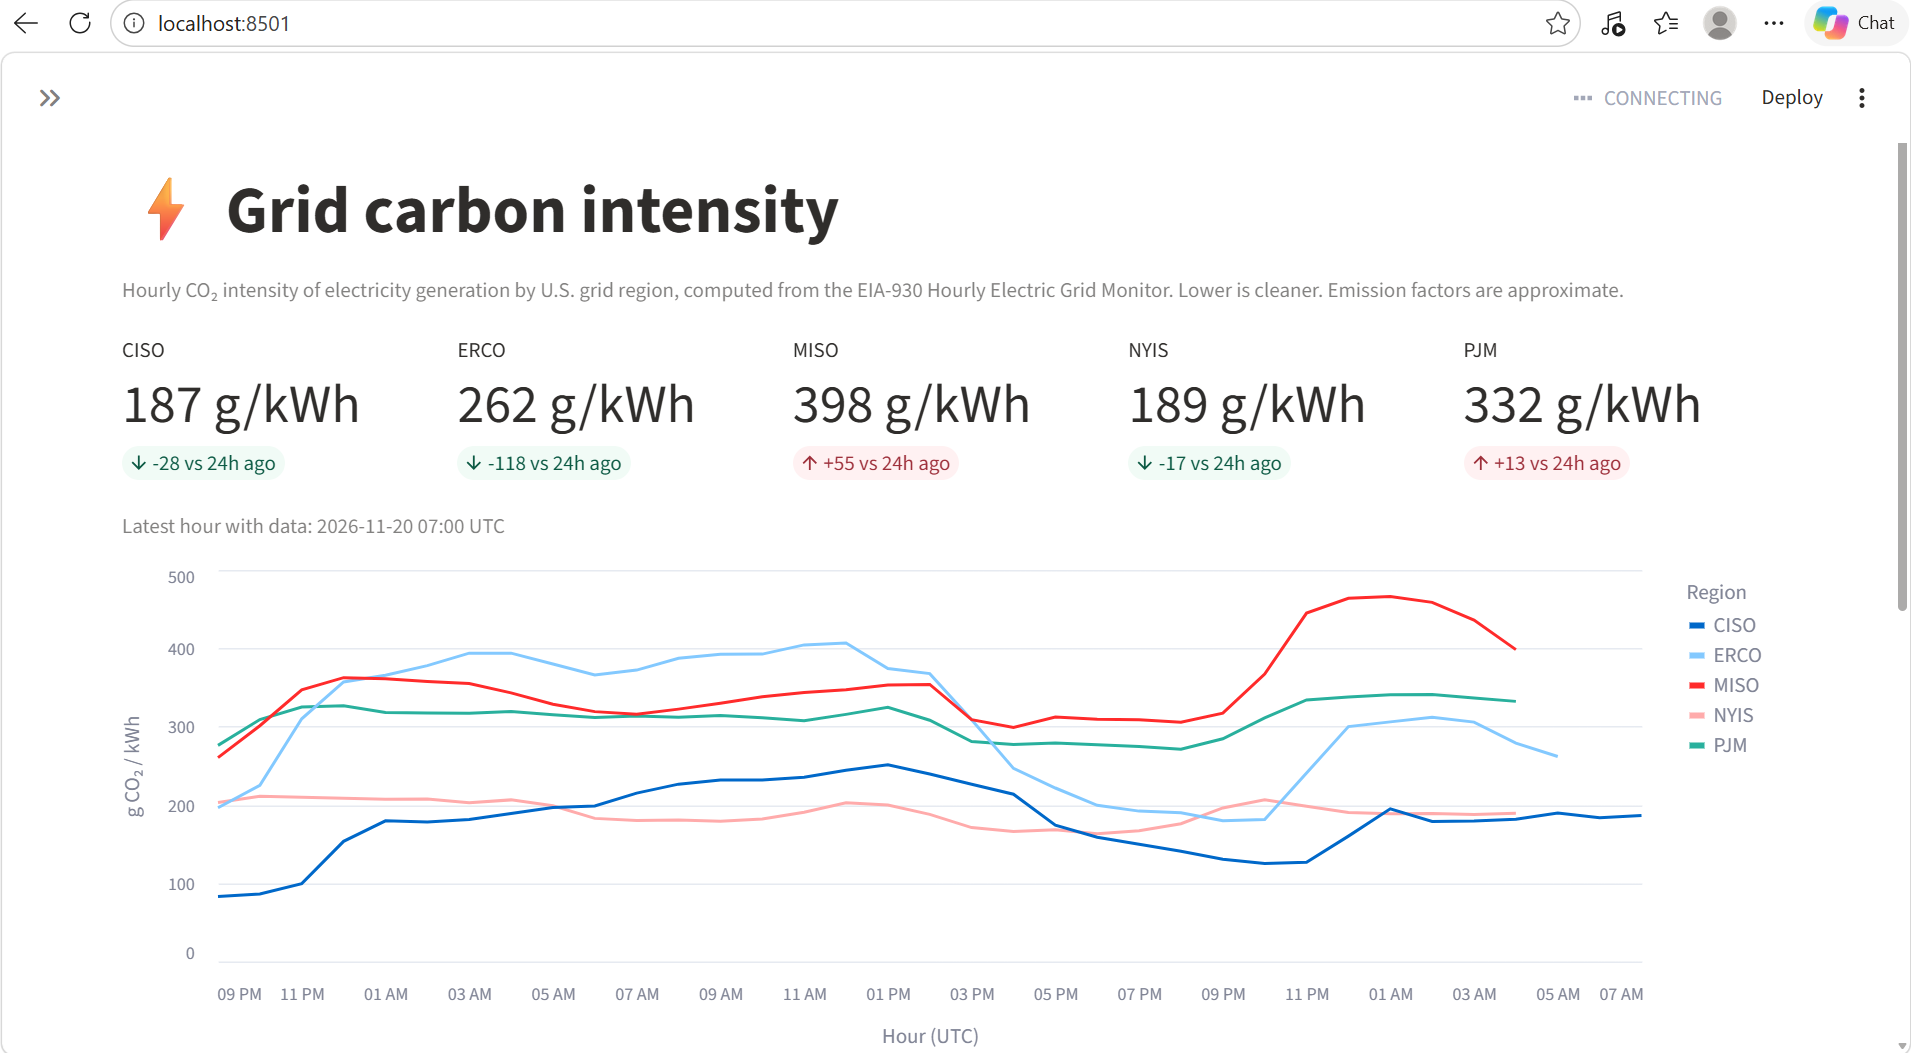 localhost:8501
Chat
CONNECTING
Deploy
Grid carbon intensity
Hourly CO₂ intensity of electricity generation by U.S. grid region, computed from the EIA-930 Hourly Electric Grid Monitor. Lower is cleaner. Emission factors are approximate.
CISO
187 g/kWh
-28 vs 24h ago
ERCO
262 g/kWh
-118 vs 24h ago
MISO
398 g/kWh
+55 vs 24h ago
NYIS
189 g/kWh
-17 vs 24h ago
PJM
332 g/kWh
+13 vs 24h ago
Latest hour with data: 2026-11-20 07:00 UTC
g CO₂ / kWh
500
400
300
200
100
0
09 PM 11 PM 01 AM 03 AM 05 AM 07 AM 09 AM 11 AM 01 PM 03 PM 05 PM 07 PM 09 PM 11 PM 01 AM 03 AM 05 AM 07 AM
Hour (UTC)
Region
CISO
ERCO
MISO
NYIS
PJM